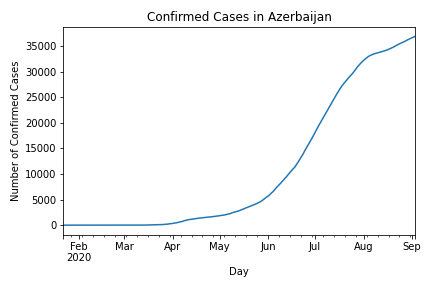 Confirmed Cases in Azerbaijan
Number of Confirmed Cases
35000
30000
25000
20000
15000
10000
5000
0
Feb Mar Apr May Jun Jul Aug Sep
2020
Day